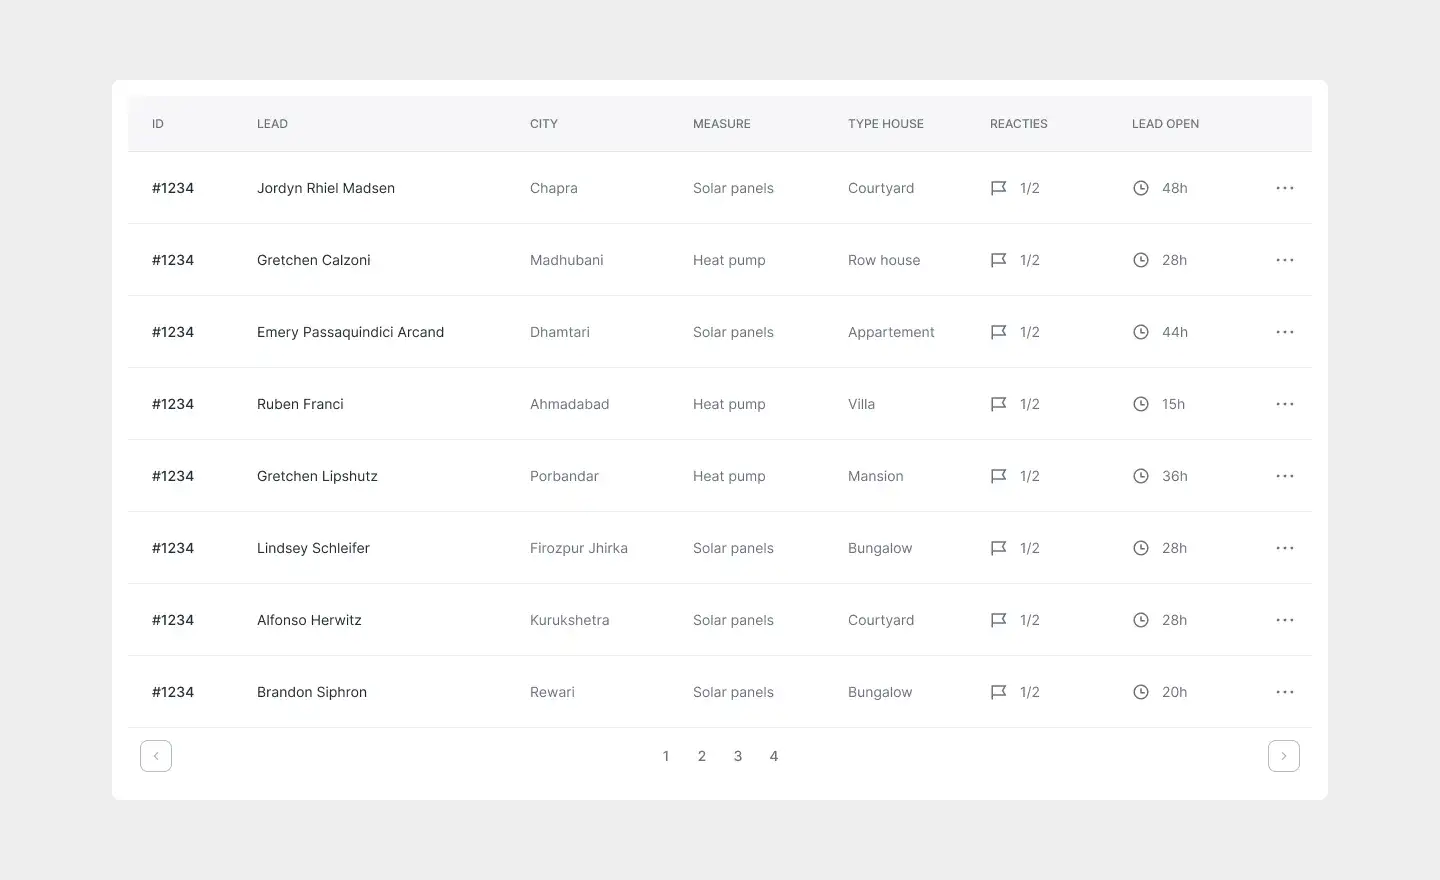 ID LEAD CITY MEASURE TYPE HOUSE REACTIES LEAD OPEN
#1234 Jordyn Rhiel Madsen Chapra Solar panels Courtyard 1/2 48h
#1234 Gretchen Calzoni Madhubani Heat pump Row house 1/2 28h
#1234 Emery Passaquindici Arcand Dhamtari Solar panels Appartement 1/2 44h
#1234 Ruben Franci Ahmadabad Heat pump Villa 1/2 15h
#1234 Gretchen Lipshutz Porbandar Heat pump Mansion 1/2 36h
#1234 Lindsey Schleifer Firozpur Jhirka Solar panels Bungalow 1/2 28h
#1234 Alfonso Herwitz Kurukshetra Solar panels Courtyard 1/2 28h
#1234 Brandon Siphron Rewari Solar panels Bungalow 1/2 20h
1 2 3 4